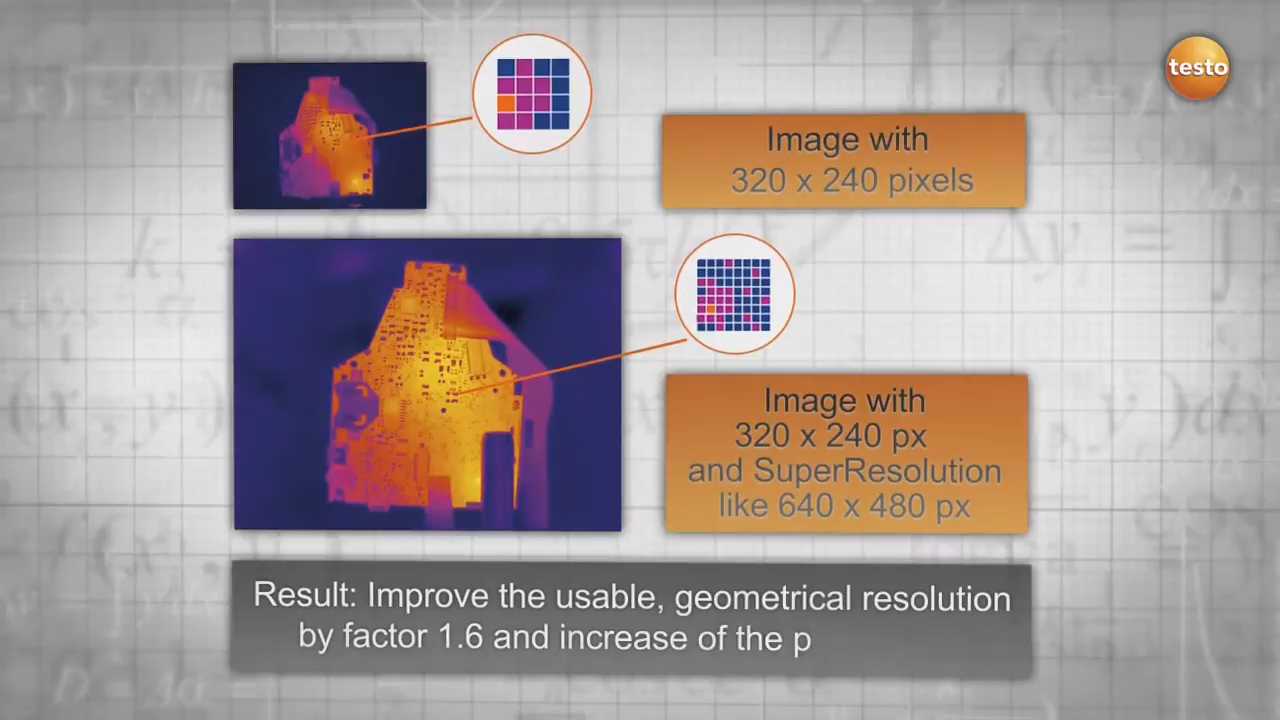 testo
Image with
320 x 240 pixels
Image with
320 x 240 px
and SuperResolution
like 640 x 480 px
Result: Improve the usable, geometrical resolution
by factor 1.6 and increase of the p